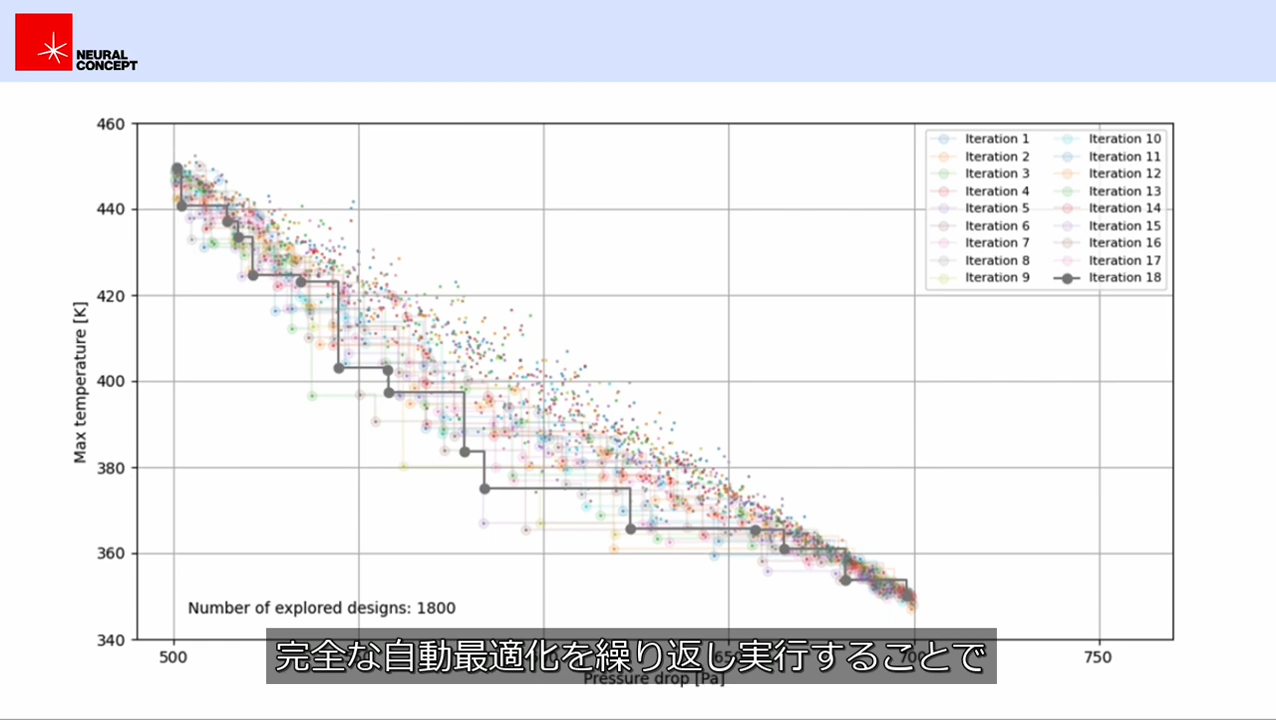 NEURAL
CONCEPT
460
440
420
400
380
360
340
Max temperature [K]
Iteration 1
Iteration 2
Iteration 3
Iteration 4
Iteration 5
Iteration 6
Iteration 7
Iteration 8
Iteration 9
Iteration 10
Iteration 11
Iteration 12
Iteration 13
Iteration 14
Iteration 15
Iteration 16
Iteration 17
Iteration 18
Number of explored designs: 1800
500
750
完全な自動最適化を繰り返し実行することで
Pressure drop [Pa]